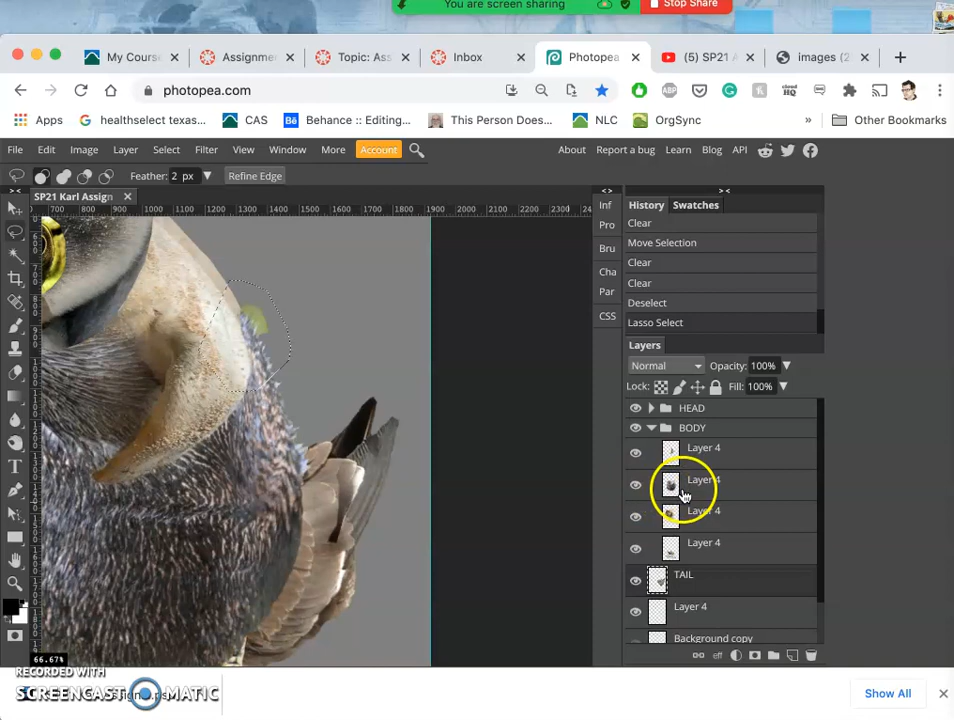 You are screen sharing Stop Share
My Course Assignme Topic: Ass Inbox Photopea (5) SP21 A images (2
photopea.com
Apps healthselect texas... CAS Behance :: Editing... This Person Does... NLC OrgSync » Other Bookmarks
File Edit Image Layer Select Filter View Window More Account About Report a bug Learn Blog API
Feather: 2 px Refine Edge
SP21 Karl Assign
700 800 900 1000 1100 1200 1300 1400 1500 1600 1700 1800 1900 2000 2100 2200 2300
> < < > > <
Inf
Pro
Bru
Cha
Par
CSS
History Swatches
Clear
Move Selection
Clear
Clear
Deselect
Lasso Select
Layers
Normal Opacity: 100%
Lock: Fill: 100%
HEAD
BODY
Layer 4
Layer 4
Layer 4
Layer 4
TAIL
Layer 4
Background copy
eff
66.67%
RECORDED WITH
SCREENCAST MATIC
Show All